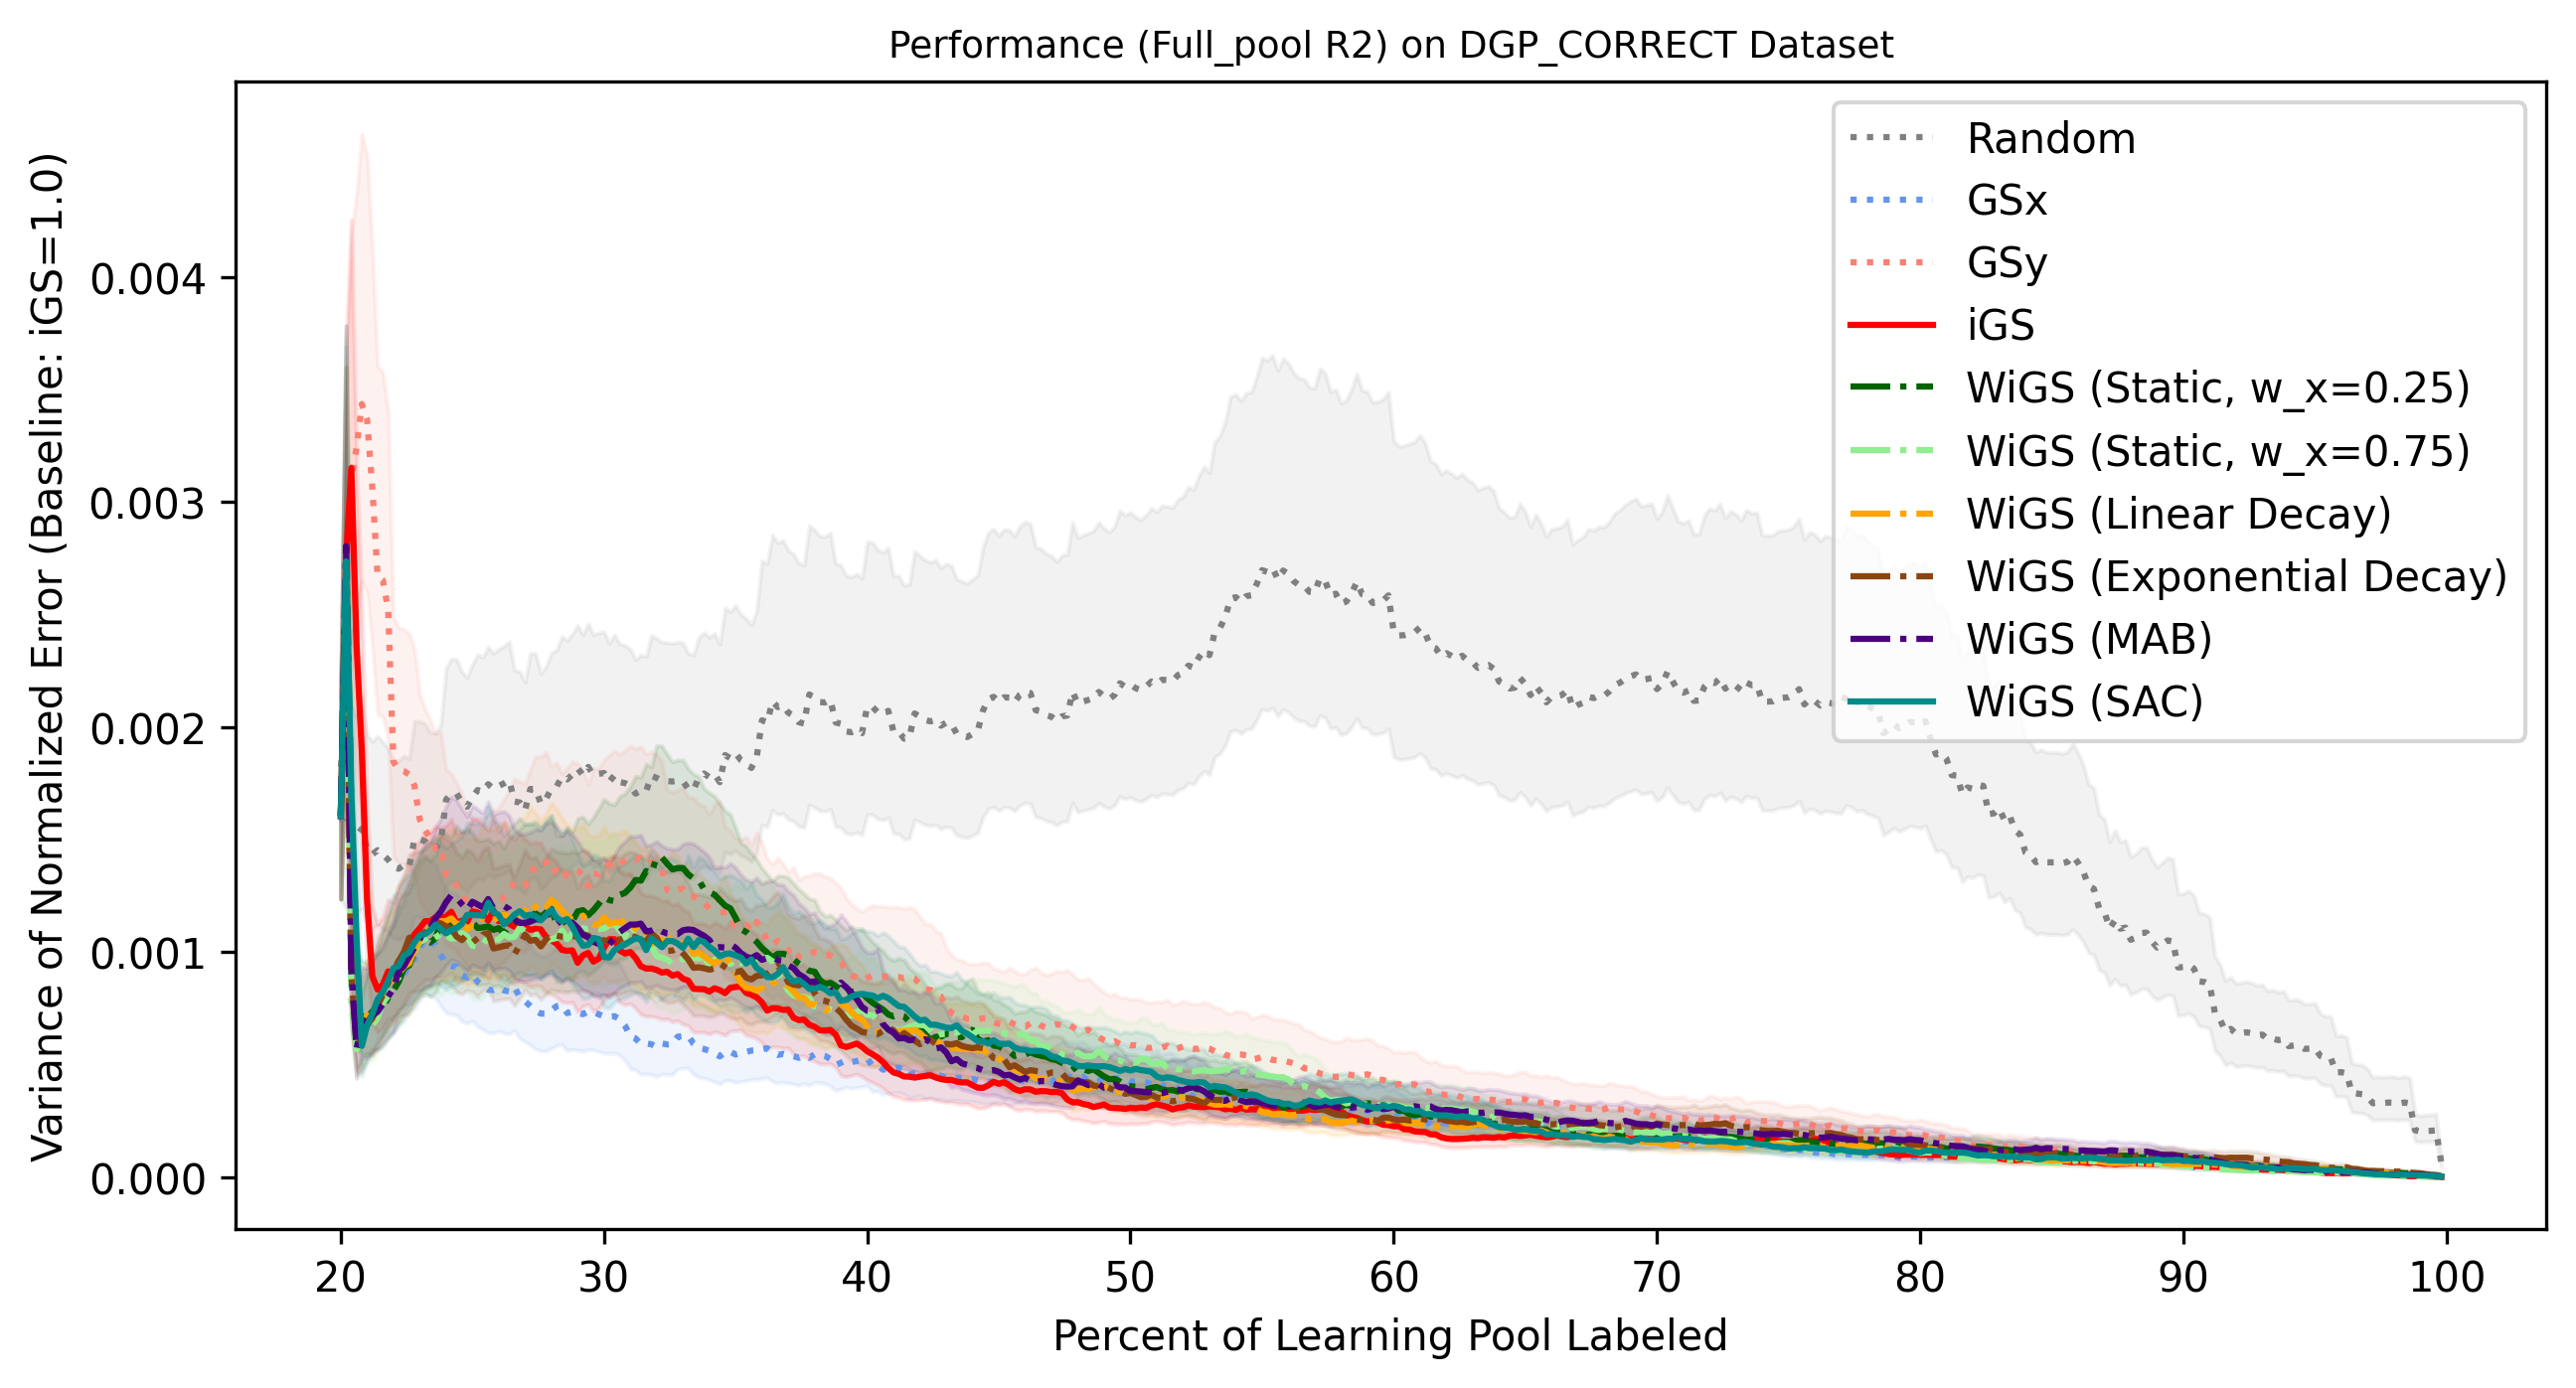 Performance (Full_pool R2) on DGP_CORRECT Dataset
Variance of Normalized Error (Baseline: iGS=1.0)
0.004
0.003
0.002
0.001
0.000
Random
GSx
GSy
iGS
WiGS (Static, w_x=0.25)
WiGS (Static, w_x=0.75)
WiGS (Linear Decay)
WiGS (Exponential Decay)
WiGS (MAB)
WiGS (SAC)
20 30 40 50 60 70 80 90 100
Percent of Learning Pool Labeled